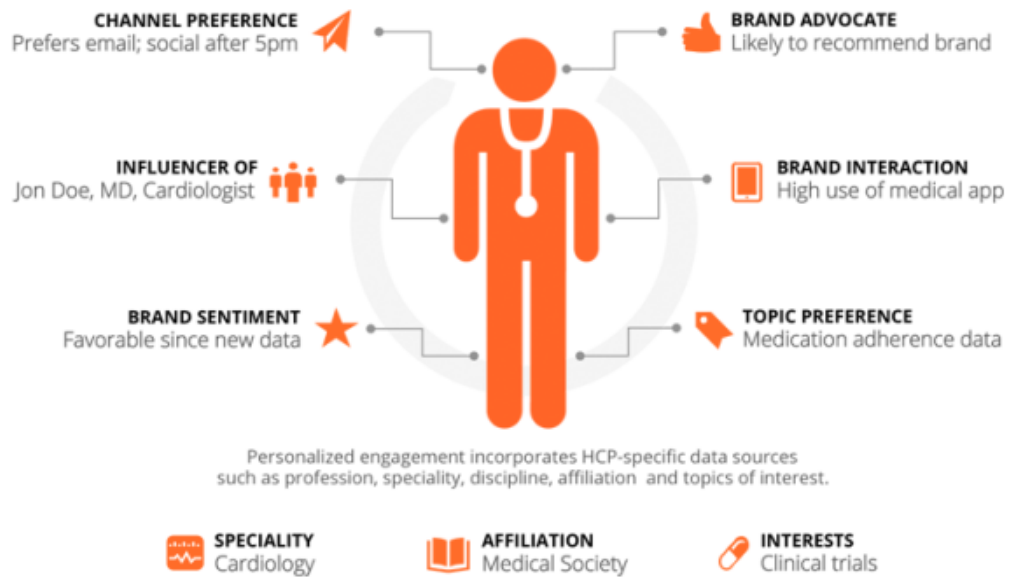 CHANNEL PREFERENCE
Prefers email; social after 5pm
BRAND ADVOCATE
Likely to recommend brand
INFLUENCER OF
Jon Doe, MD, Cardiologist
BRAND INTERACTION
High use of medical app
BRAND SENTIMENT
Favorable since new data
TOPIC PREFERENCE
Medication adherence data
Personalized engagement incorporates HCP-specific data sources
such as profession, speciality, discipline, affiliation and topics of interest.
SPECIALITY
Cardiology
AFFILIATION
Medical Society
INTERESTS
Clinical trials